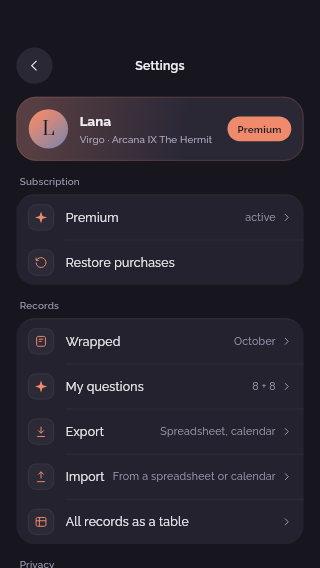 Settings
L
Lana
Virgo · Arcana IX The Hermit
Premium
Subscription
Premium
active
Restore purchases
Records
Wrapped
October
My questions
8 + 8
Export
Spreadsheet, calendar
Import
From a spreadsheet or calendar
All records as a table
Privacy